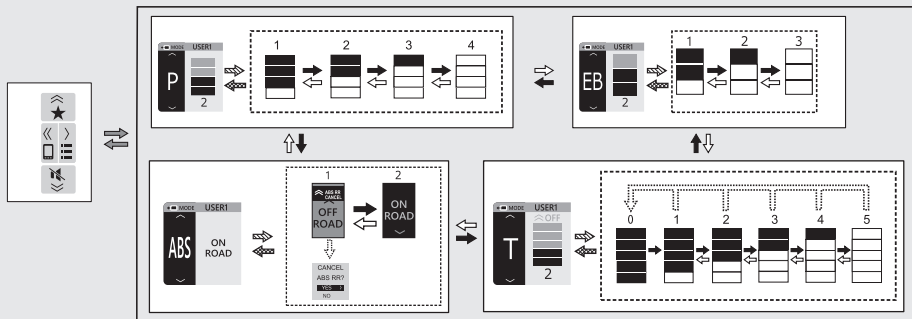 MODE USER1
P
2
1 2 3 4
MODE USER1
EB
2
1 2 3
MODE USER1
ABS
ON
ROAD
1 2
ABS RR
CANCEL
OFF
ROAD
ON
ROAD
CANCEL
ABS RR?
YES
NO
MODE USER1
OFF
T
2
0 1 2 3 4 5